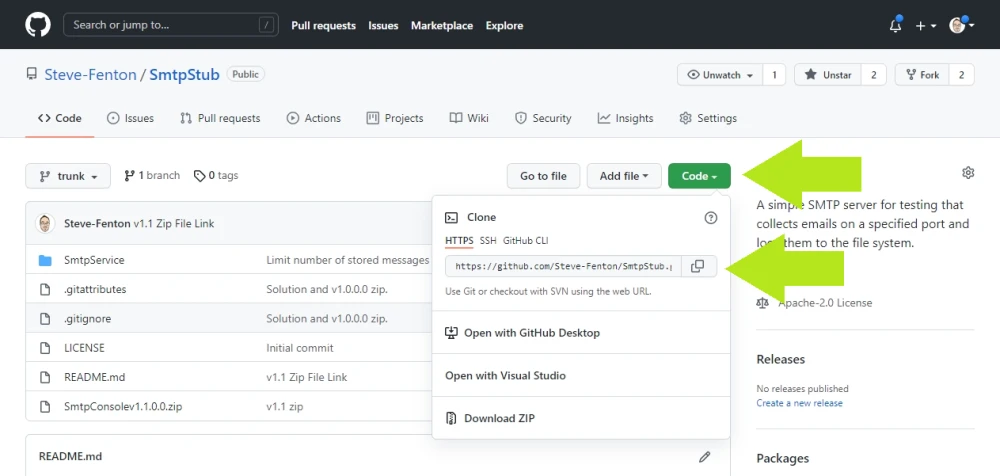 Search or jump to... /
Pull requests Issues Marketplace Explore
Steve-Fenton / SmtpStub Public
Unwatch 1 Unstar 2 Fork 2
Code Issues Pull requests Actions Projects Wiki Security Insights Settings
trunk 1 branch 0 tags Go to file Add file Code
Steve-Fenton v1.1 Zip File Link
SmtpService Limit number of stored messages
.gitattributes Solution and v1.0.0.0 zip.
.gitignore Solution and v1.0.0.0 zip.
LICENSE Initial commit
README.md v1.1 Zip File Link
SmtpConsolev1.1.0.0.zip v1.1 zip
README.md
Clone ?
HTTPS SSH GitHub CLI
https://github.com/Steve-Fenton/SmtpStub.
Use Git or checkout with SVN using the web URL.
Open with GitHub Desktop
Open with Visual Studio
Download ZIP
A simple SMTP server for testing that
collects emails on a specified port and
them to the file system.
Apache-2.0 License
Releases
No releases published
Create a new release
Packages